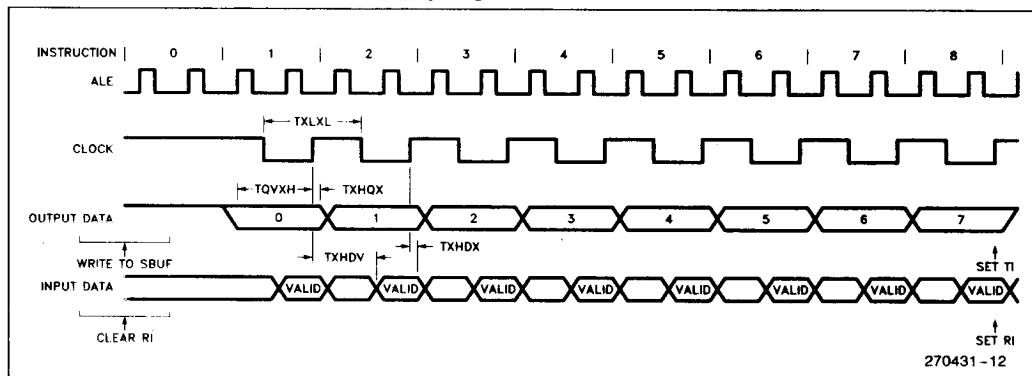 INSTRUCTION | 0 | 1 | 2 | 3 | 4 | 5 | 6 | 7 | 8 |
ALE
TXLXL
CLOCK
TQVXH TXHQX
OUTPUT DATA 0 1 2 3 4 5 6 7
TXHDV TXHDX
WRITE TO SBUF SET TI
INPUT DATA VALID VALID VALID VALID VALID VALID VALID VALID
CLEAR RI SET RI
270431-12